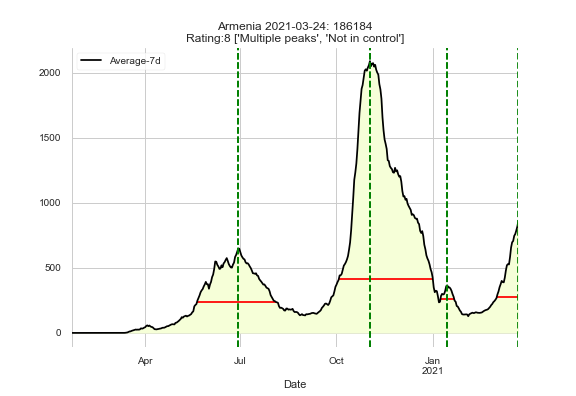 Armenia 2021-03-24: 186184
Rating:8 ['Multiple peaks', 'Not in control']
Average-7d
2000
1500
1000
500
0
Apr
Jul
Oct
Jan
2021
Date